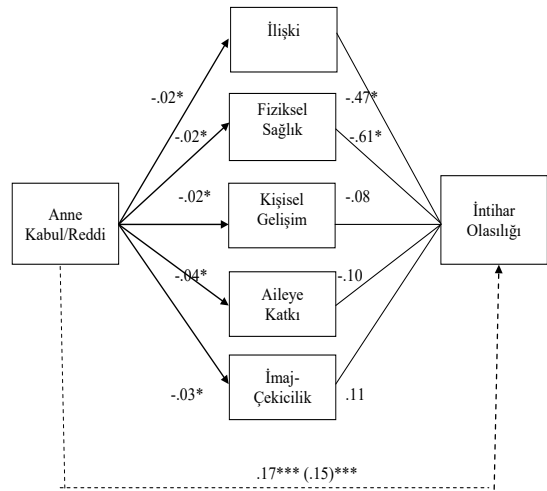 İlişki
-.02*
-.47*
Fiziksel
Sağlık
-.02*
-.61*
Anne
Kabul/Reddi
-.02*
Kişisel
Gelişim
-.08
İntihar
Olasılığı
-.04*
Aileye
Katkı
-.10
-.03*
İmaj-
Çekicilik
.11
.17*** (.15)***